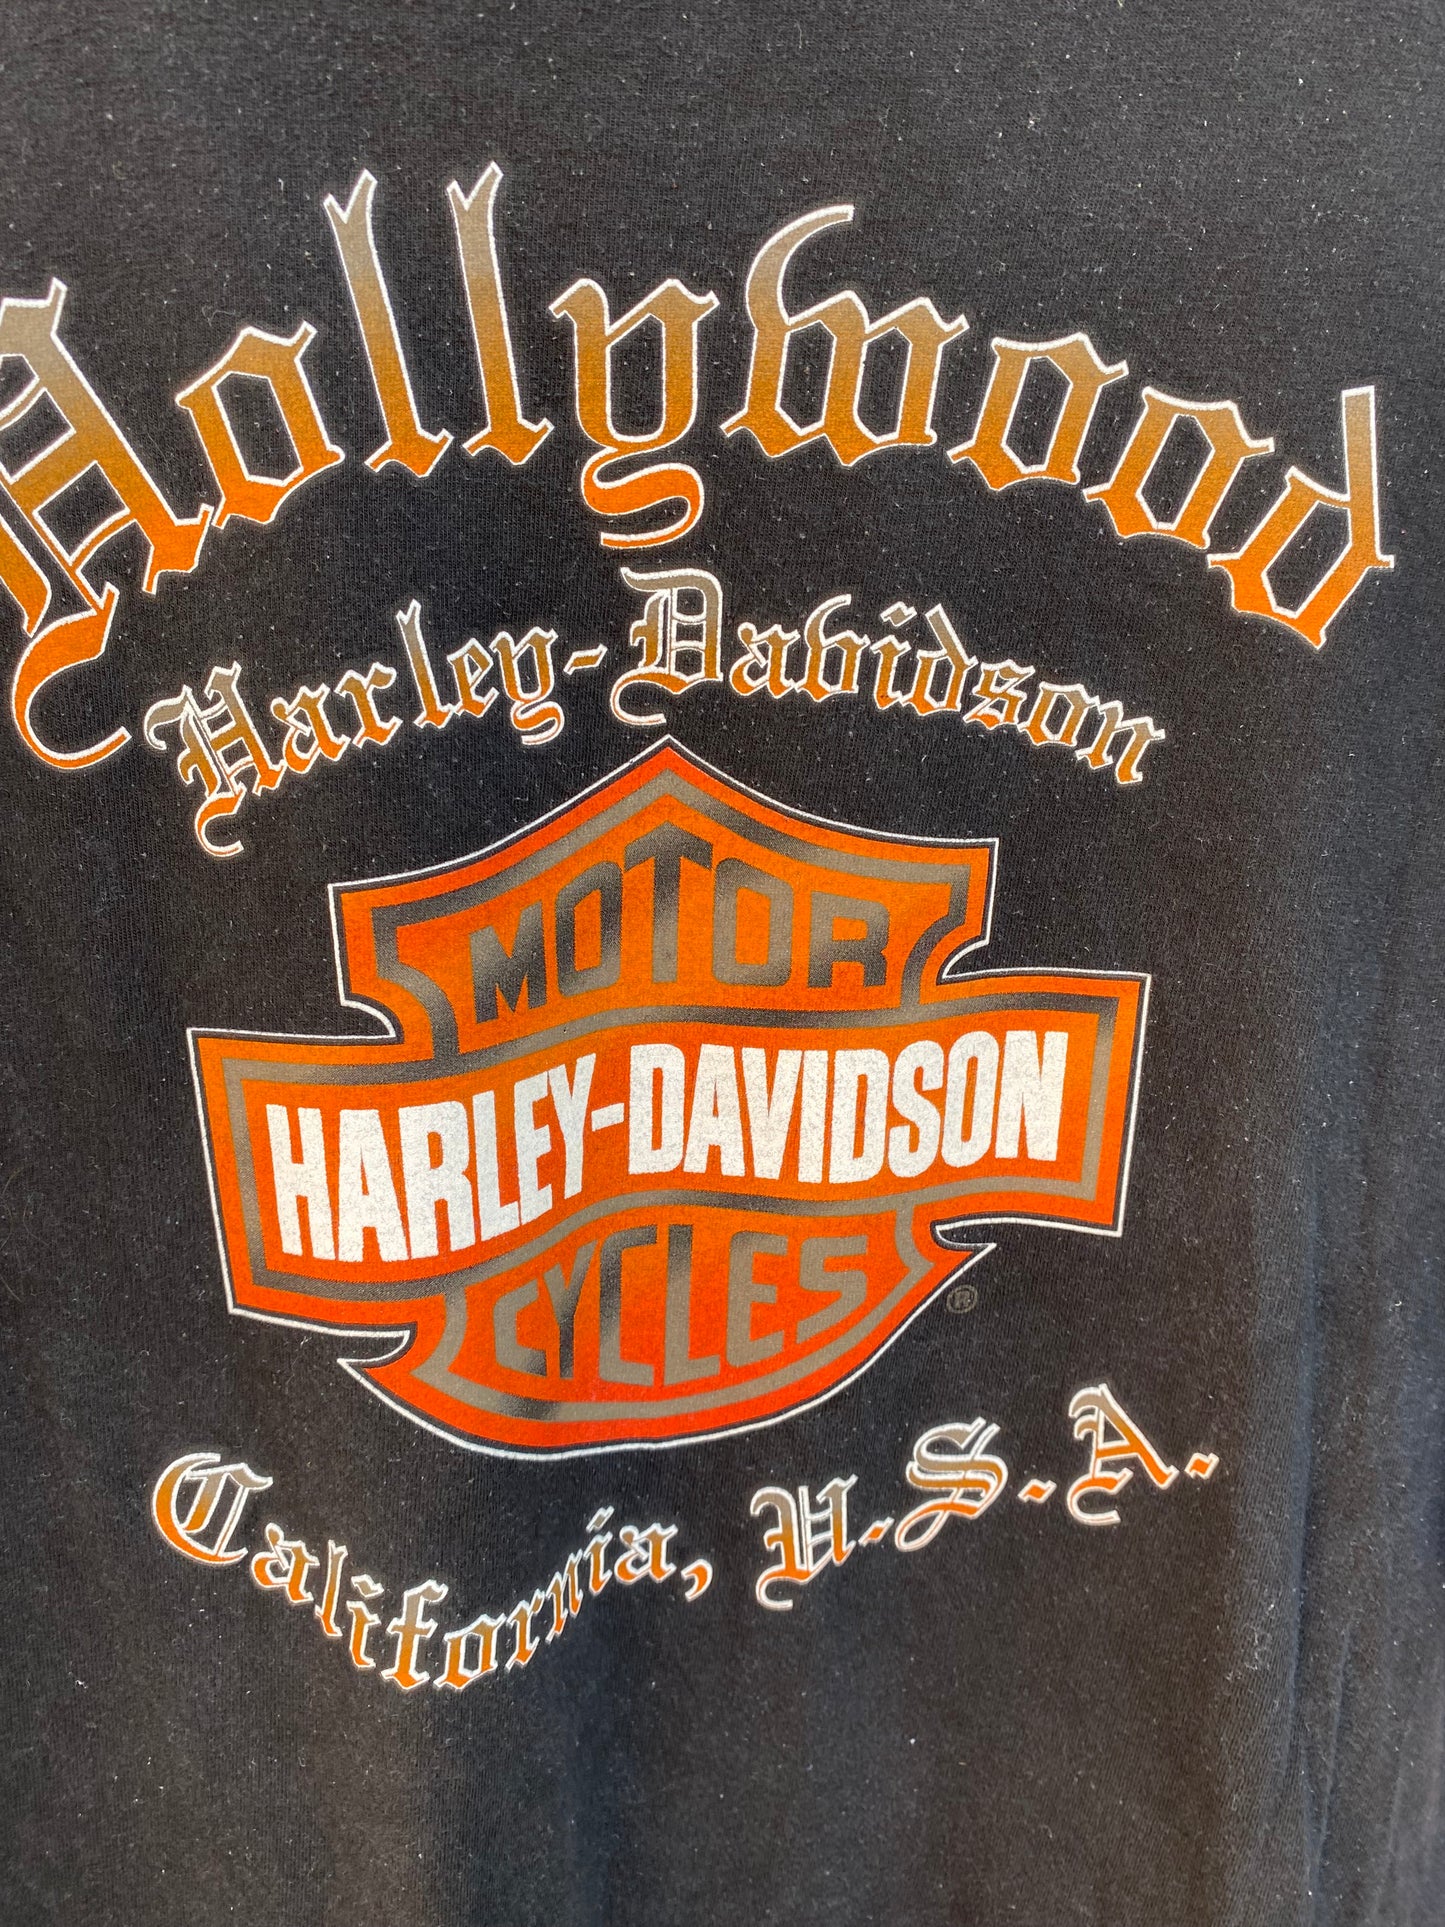 Hollywood
Harley-Davidson
MOTOR
HARLEY-DAVIDSON
CYCLES
®
California, U.S.A.